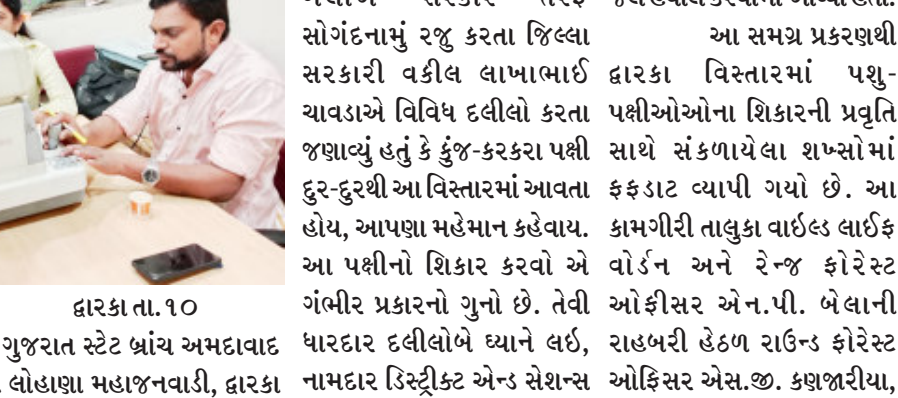 દ્વારકા તા.૧૦
ગુજરાત સ્ટેટ બ્રાંચ અમદાવાદ
લોહાણા મહાજનવાડી, દ્વારકા
સોગંદનામું રજુ કરતા જિલ્લા
સરકારી વકીલ લાખાભાઈ
ચાવડાએ વિવિધ દલીલો કરતા
જણાવ્યું હતું કે કુંજ-કરકરા પક્ષી
દુર-દુરથી આ વિસ્તારમાં આવતા
હોય, આપણા મહેમાન કહેવાય.
આ પક્ષીનો શિકાર કરવો એ
ગંભીર પ્રકારનો ગુનો છે. તેવી
ધારદાર દલીલોબે ધ્યાને લઇ,
નામદાર ડિસ્ટ્રીક્ટ એન્ડ સેશન્સ
આ સમગ્ર પ્રકરણથી
દ્વારકા વિસ્તારમાં પશુ-
પક્ષીઓઓના શિકારની પ્રવૃતિ
સાથે સંકળાયેલા શખ્સોમાં
ફફડાટ વ્યાપી ગયો છે. આ
કામગીરી તાલુકા વાઇલ્ડ લાઈફ
વોર્ડન અને રેન્જ ફોરેસ્ટ
ઓફીસર એન.પી. બેલાની
રાહબરી હેઠળ રાઉન્ડ ફોરેસ્ટ
ઓફિસર એસ.જી. કણજારીયા,